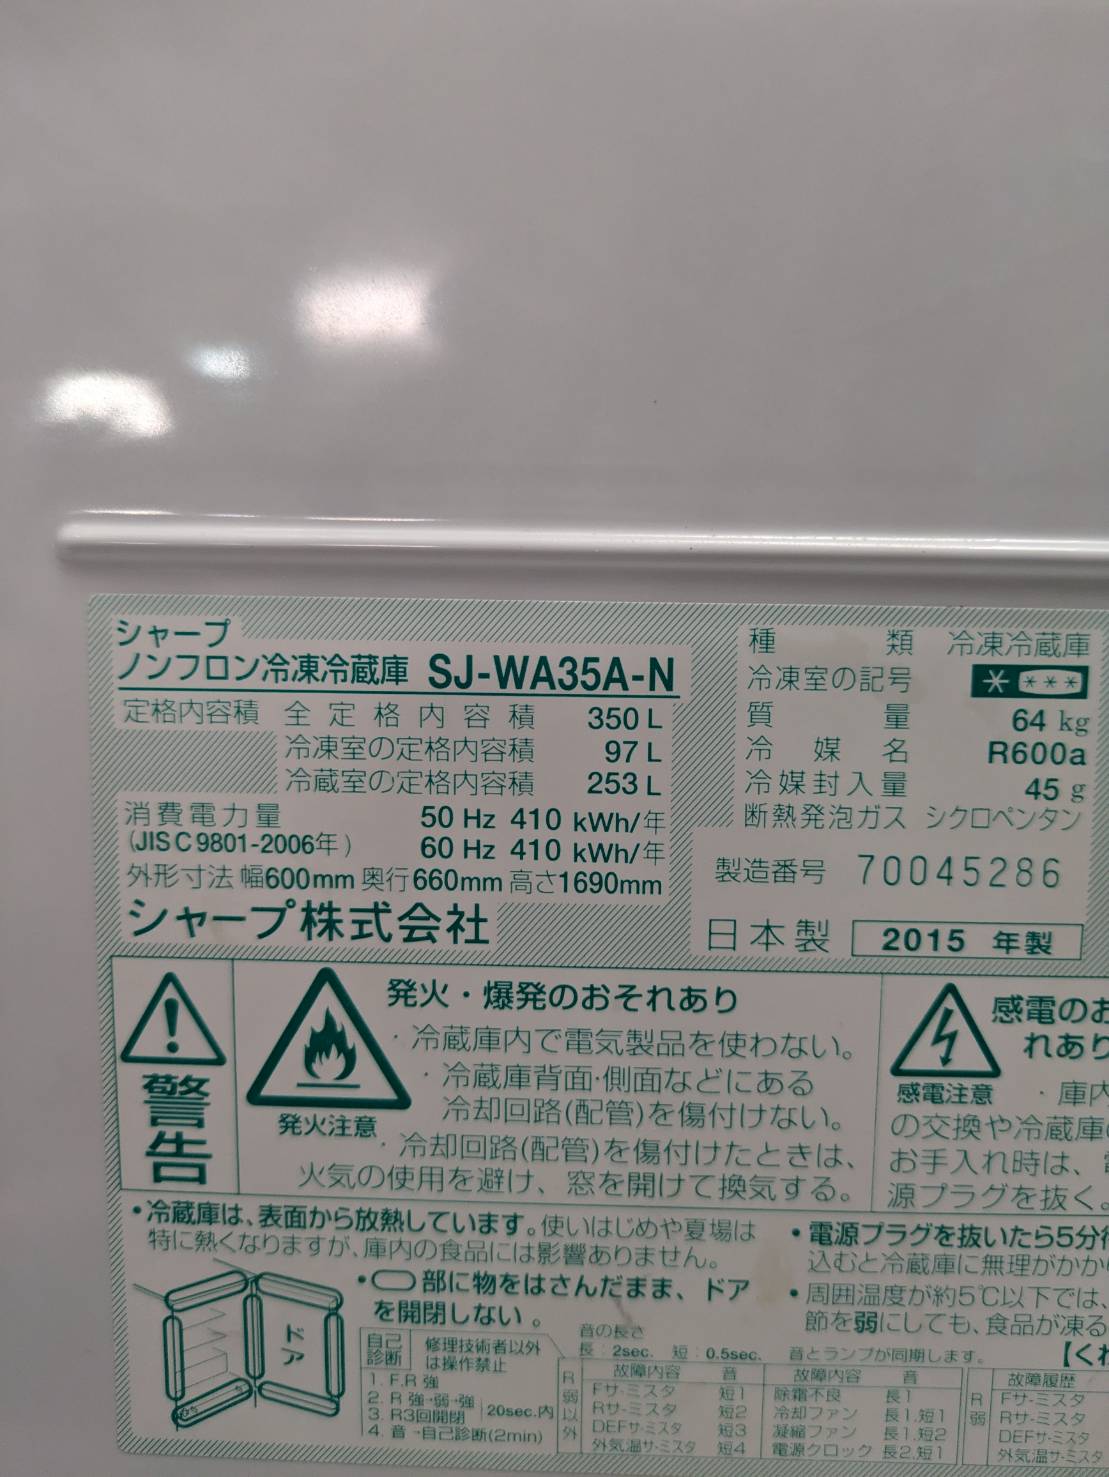 シャープ
ノンフロン冷凍冷蔵庫 SJ-WA35A-N
定格内容積 全定格内容積 350 L
冷凍室の定格内容積 97 L
冷蔵室の定格内容積 253 L
消費電力量 50 Hz 410 kWh/年
(JIS C 9801-2006年) 60 Hz 410 kWh/年
外形寸法 幅600mm 奥行660mm 高さ1690mm
シャープ株式会社
種類 冷凍冷蔵庫
冷凍室の記号 * ***
質量 64 kg
冷媒名 R600a
冷媒封入量 45 g
断熱発泡ガス シクロペンタン
製造番号 70045286
日本製 2015 年製
警告
発火注意
発火・爆発のおそれあり
・冷蔵庫内で電気製品を使わない。
・冷蔵庫背面・側面などにある
冷却回路(配管)を傷付けない。
・冷却回路(配管)を傷付けたときは、
火気の使用を避け、窓を開けて換気する。
感電注意
感電のお
れあり
・庫内
の交換や冷蔵庫
お手入れ時は、
源プラグを抜く。
•冷蔵庫は、表面から放熱しています。使いはじめや夏場は
特に熱くなりますが、庫内の食品には影響ありません。
• 部に物をはさんだまま、ドア
を開閉しない。
ドア
•電源プラグを抜いたら5分
込むと冷蔵庫に無理がかか
•周囲温度が約5℃以下では、
節を弱にしても、食品が凍る
自己診断 修理技術者以外は操作禁止
1. F.R 強
2. R 強→弱→強
3. R3回開閉 20sec.内
4. 音→自己診断(2min)
音の長さ
長：2sec. 短：0.5sec. 音とランプが同期します。
R弱以外
故障内容 音 故障内容 音
Fサーミスタ 短1 除霜不良 長1
Rサーミスタ 短2 冷却ファン 長1.短1
DEFサーミスタ 短3 凝縮ファン 長1.短2
外気温サーミスタ 短4 電源クロック 長2.短1
R弱
故障履歴
Fサーミスタ
Rサーミスタ
DEFサーミスタ
外気温サーミスタ